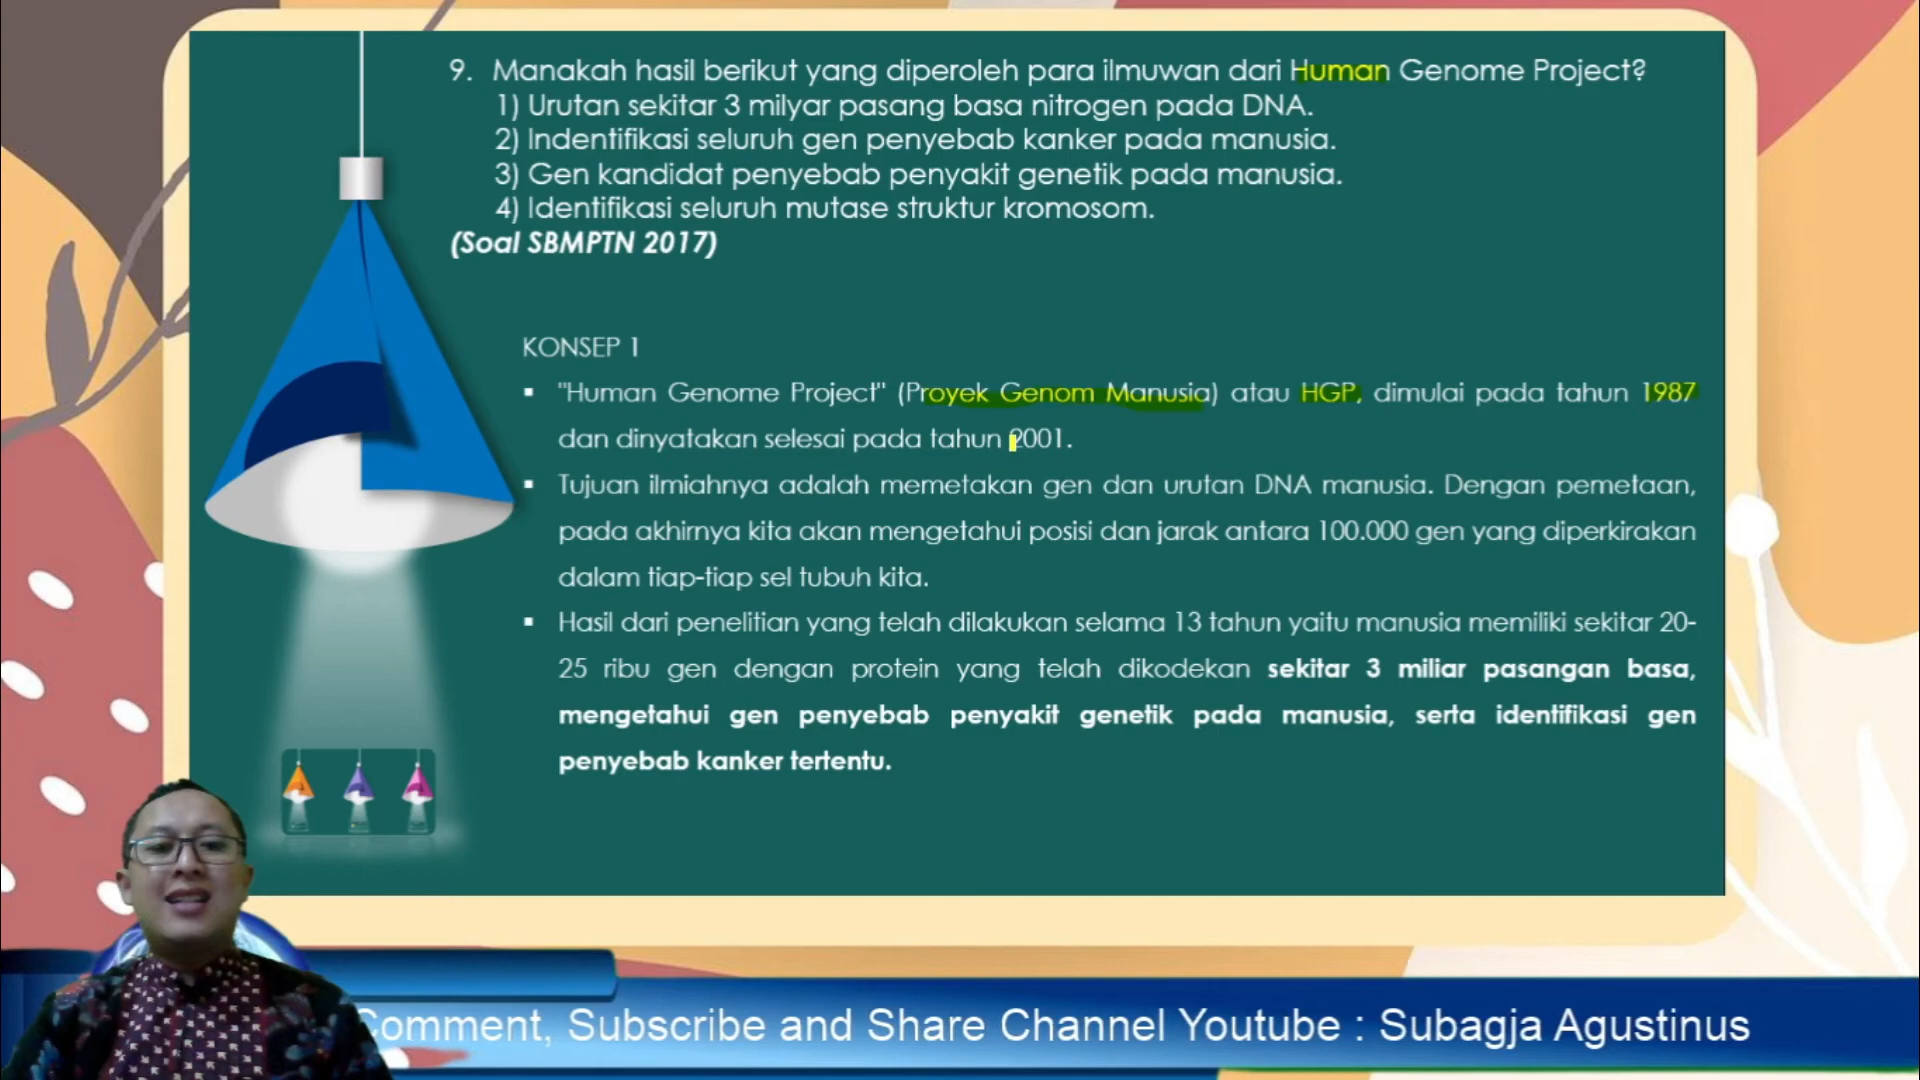 9. Manakah hasil berikut yang diperoleh para ilmuwan dari Human Genome Project?
1) Urutan sekitar 3 milyar pasang basa nitrogen pada DNA.
2) Indentifikasi seluruh gen penyebab kanker pada manusia.
3) Gen kandidat penyebab penyakit genetik pada manusia.
4) Identifikasi seluruh mutase struktur kromosom.
(Soal SBMPTN 2017)
KONSEP 1
▪ "Human Genome Project" (Proyek Genom Manusia) atau HGP, dimulai pada tahun 1987
dan dinyatakan selesai pada tahun 2001.
▪ Tujuan ilmiahnya adalah memetakan gen dan urutan DNA manusia. Dengan pemetaan,
pada akhirnya kita akan mengetahui posisi dan jarak antara 100.000 gen yang diperkirakan
dalam tiap-tiap sel tubuh kita.
▪ Hasil dari penelitian yang telah dilakukan selama 13 tahun yaitu manusia memiliki sekitar 20-
25 ribu gen dengan protein yang telah dikodekan sekitar 3 miliar pasangan basa,
mengetahui gen penyebab penyakit genetik pada manusia, serta identifikasi gen
penyebab kanker tertentu.
Comment, Subscribe and Share Channel Youtube : Subagja Agustinus